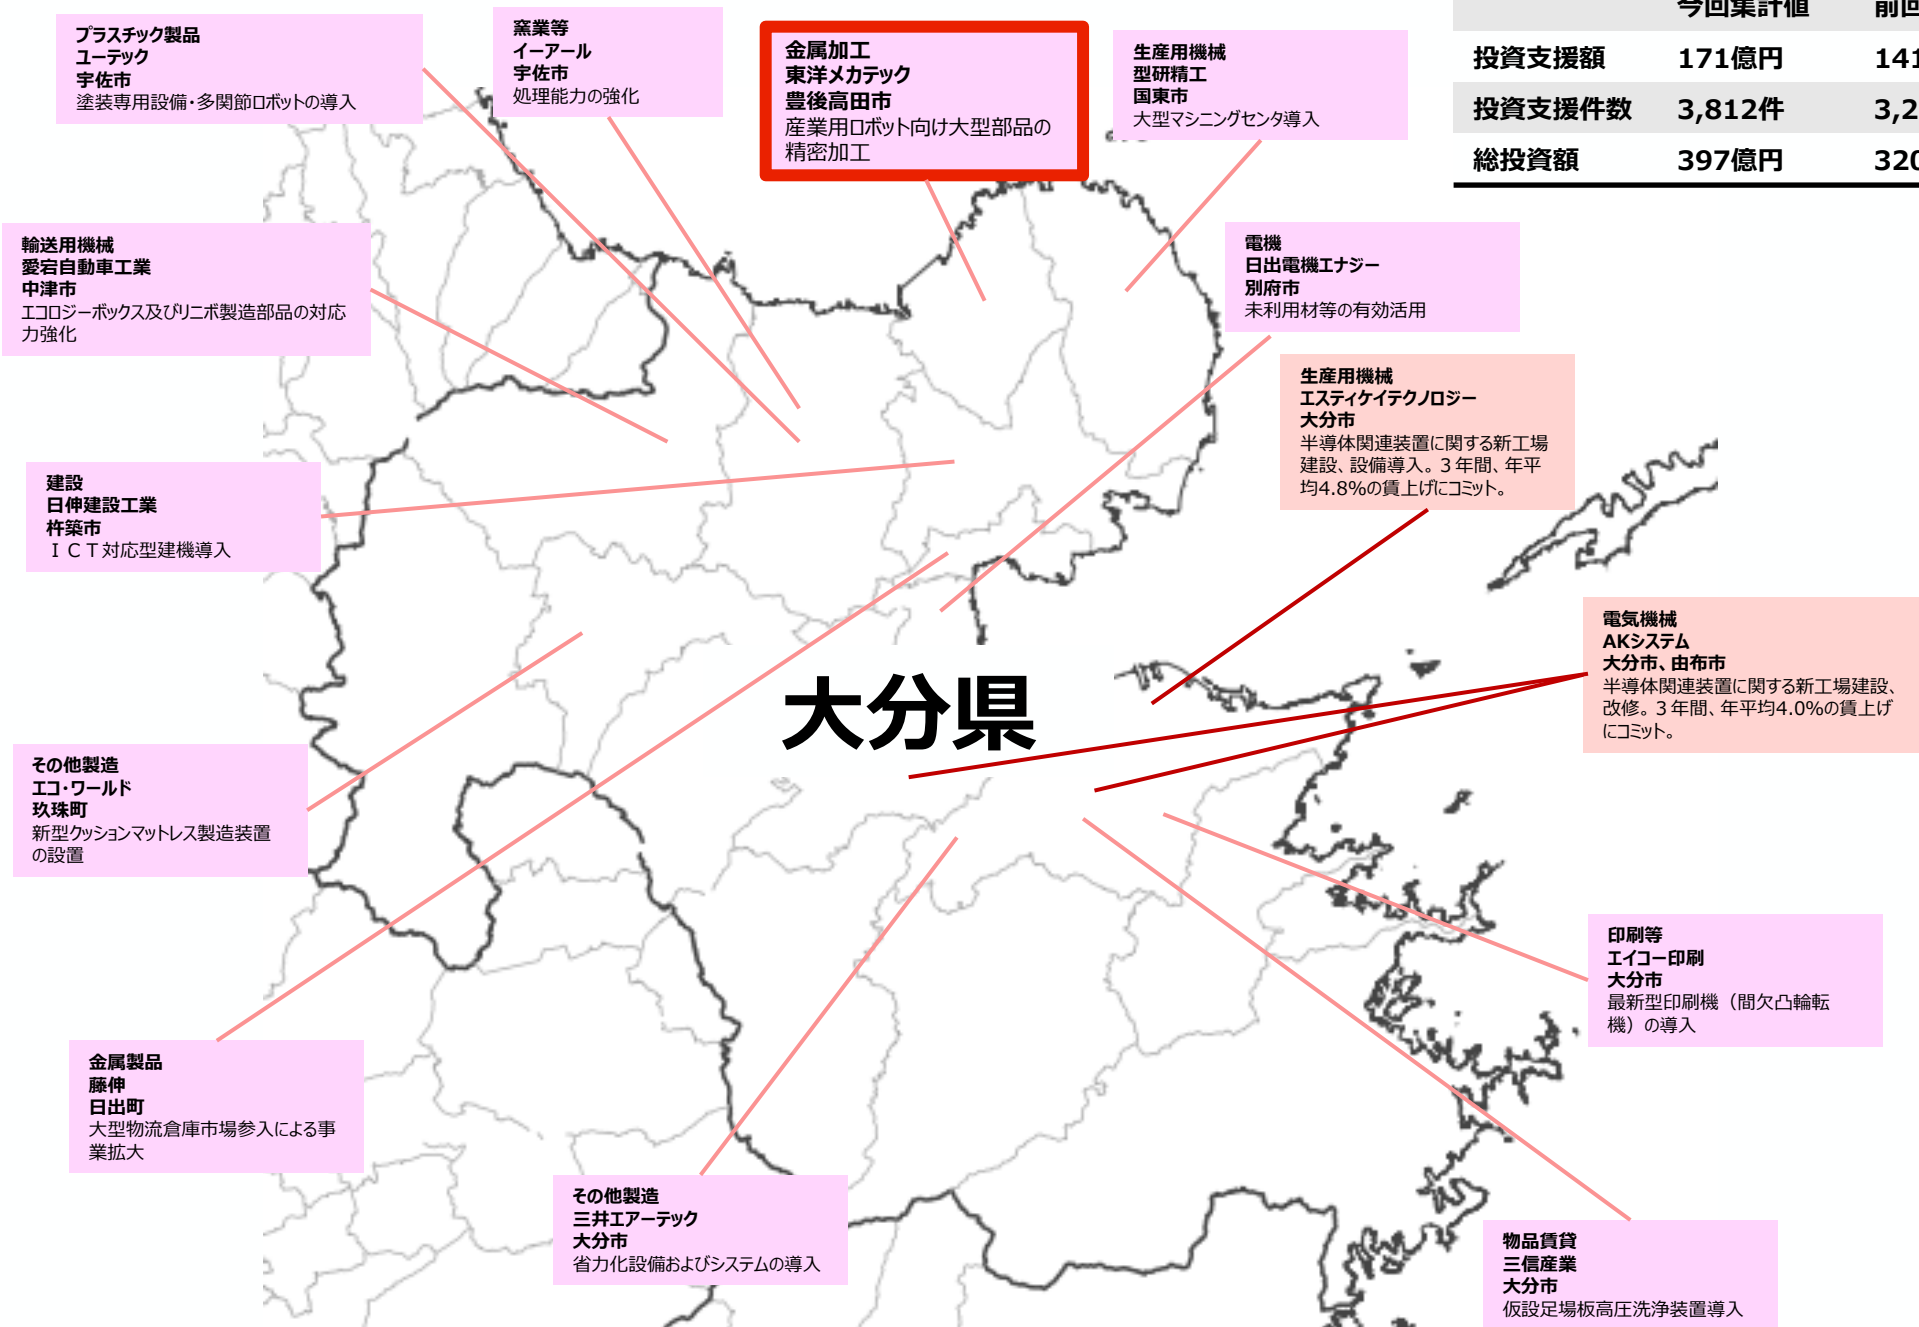 今回集計値 前回
投資支援額 171億円 141
投資支援件数 3,812件 3,2
総投資額 397億円 320
プラスチック製品
ユーテック
宇佐市
塗装専用設備・多関節ロボットの導入
窯業等
イーアール
宇佐市
処理能力の強化
金属加工
東洋メカテック
豊後高田市
産業用ロボット向け大型部品の
精密加工
生産用機械
型研精工
国東市
大型マシニングセンタ導入
輸送用機械
愛宕自動車工業
中津市
エコロジーボックス及びリニボ製造部品の対応
力強化
電機
日出電機エナジー
別府市
未利用材等の有効活用
生産用機械
エスティケイテクノロジー
大分市
半導体関連装置に関する新工場
建設、設備導入。３年間、年平
均4.8%の賃上げにコミット。
建設
日伸建設工業
杵築市
ＩＣＴ対応型建機導入
電気機械
AKシステム
大分市、由布市
半導体関連装置に関する新工場建設、
改修。３年間、年平均4.0%の賃上げ
にコミット。
大分県
その他製造
エコ・ワールド
玖珠町
新型クッションマットレス製造装置
の設置
印刷等
エイコー印刷
大分市
最新型印刷機（間欠凸輪転
機）の導入
金属製品
藤伸
日出町
大型物流倉庫市場参入による事
業拡大
その他製造
三井エアーテック
大分市
省力化設備およびシステムの導入
物品賃貸
三信産業
大分市
仮設足場板高圧洗浄装置導入